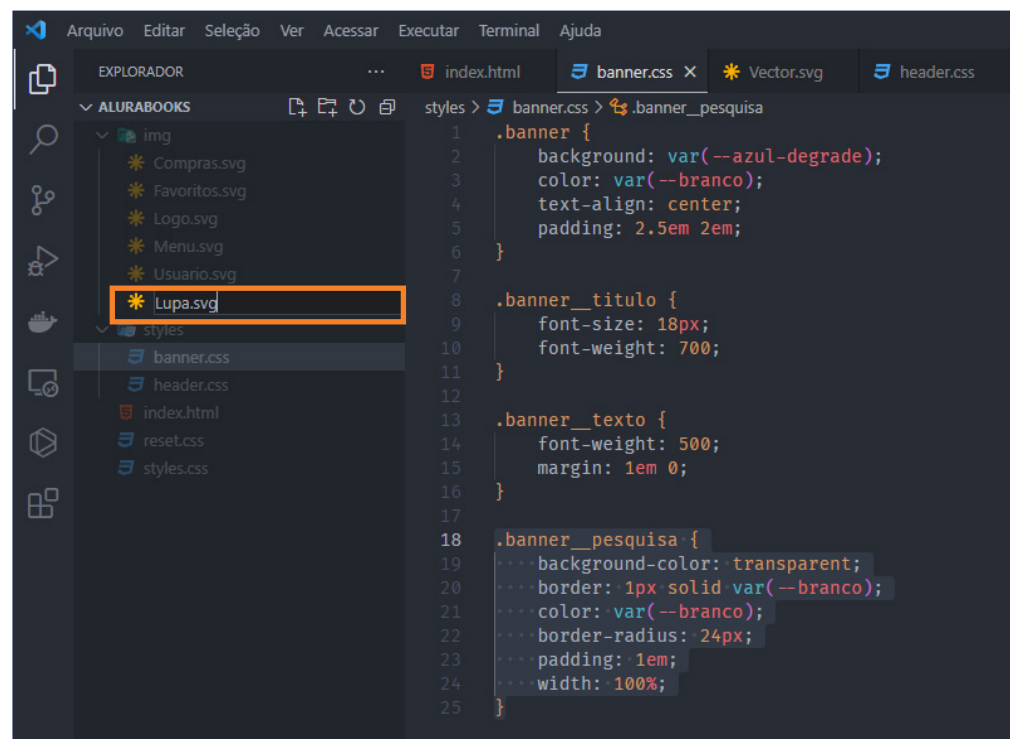 Arquivo Editar Seleção Ver Acessar Executar Terminal Ajuda
EXPLORADOR ···
ALURABOOKS
img
Compras.svg
Favoritos.svg
Logo.svg
Menu.svg
Usuario.svg
Lupa.svg
styles
banner.css
header.css
index.html
reset.css
styles.css
index.html banner.css × Vector.svg header.css
styles > banner.css > .banner__pesquisa
1 .banner {
2 background: var(--azul-degrade);
3 color: var(--branco);
4 text-align: center;
5 padding: 2.5em 2em;
6 }
7
8 .banner__titulo {
9 font-size: 18px;
10 font-weight: 700;
11 }
12
13 .banner__texto {
14 font-weight: 500;
15 margin: 1em 0;
16 }
17
18 .banner__pesquisa {
19 background-color: transparent;
20 border: 1px solid var(--branco);
21 color: var(--branco);
22 border-radius: 24px;
23 padding: 1em;
24 width: 100%;
25 }